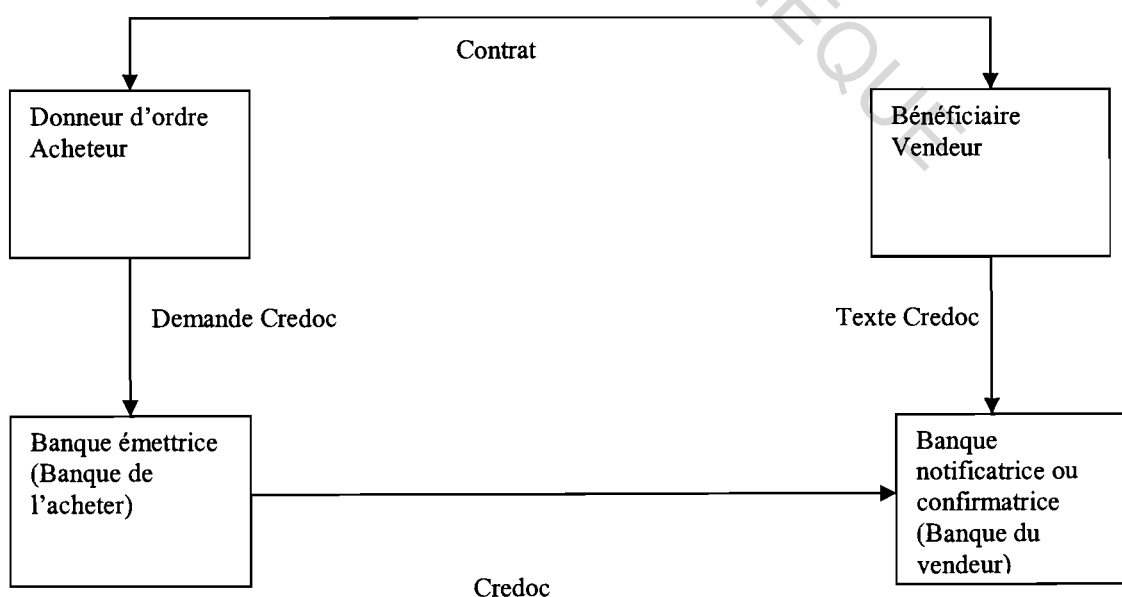 Contrat
Donneur d'ordre
Acheteur
Bénéficiaire
Vendeur
Demande Credoc
Texte Credoc
Banque émettrice
(Banque de
l'acheter)
Banque
notificatrice ou
confirmatrice
(Banque du
vendeur)
Credoc